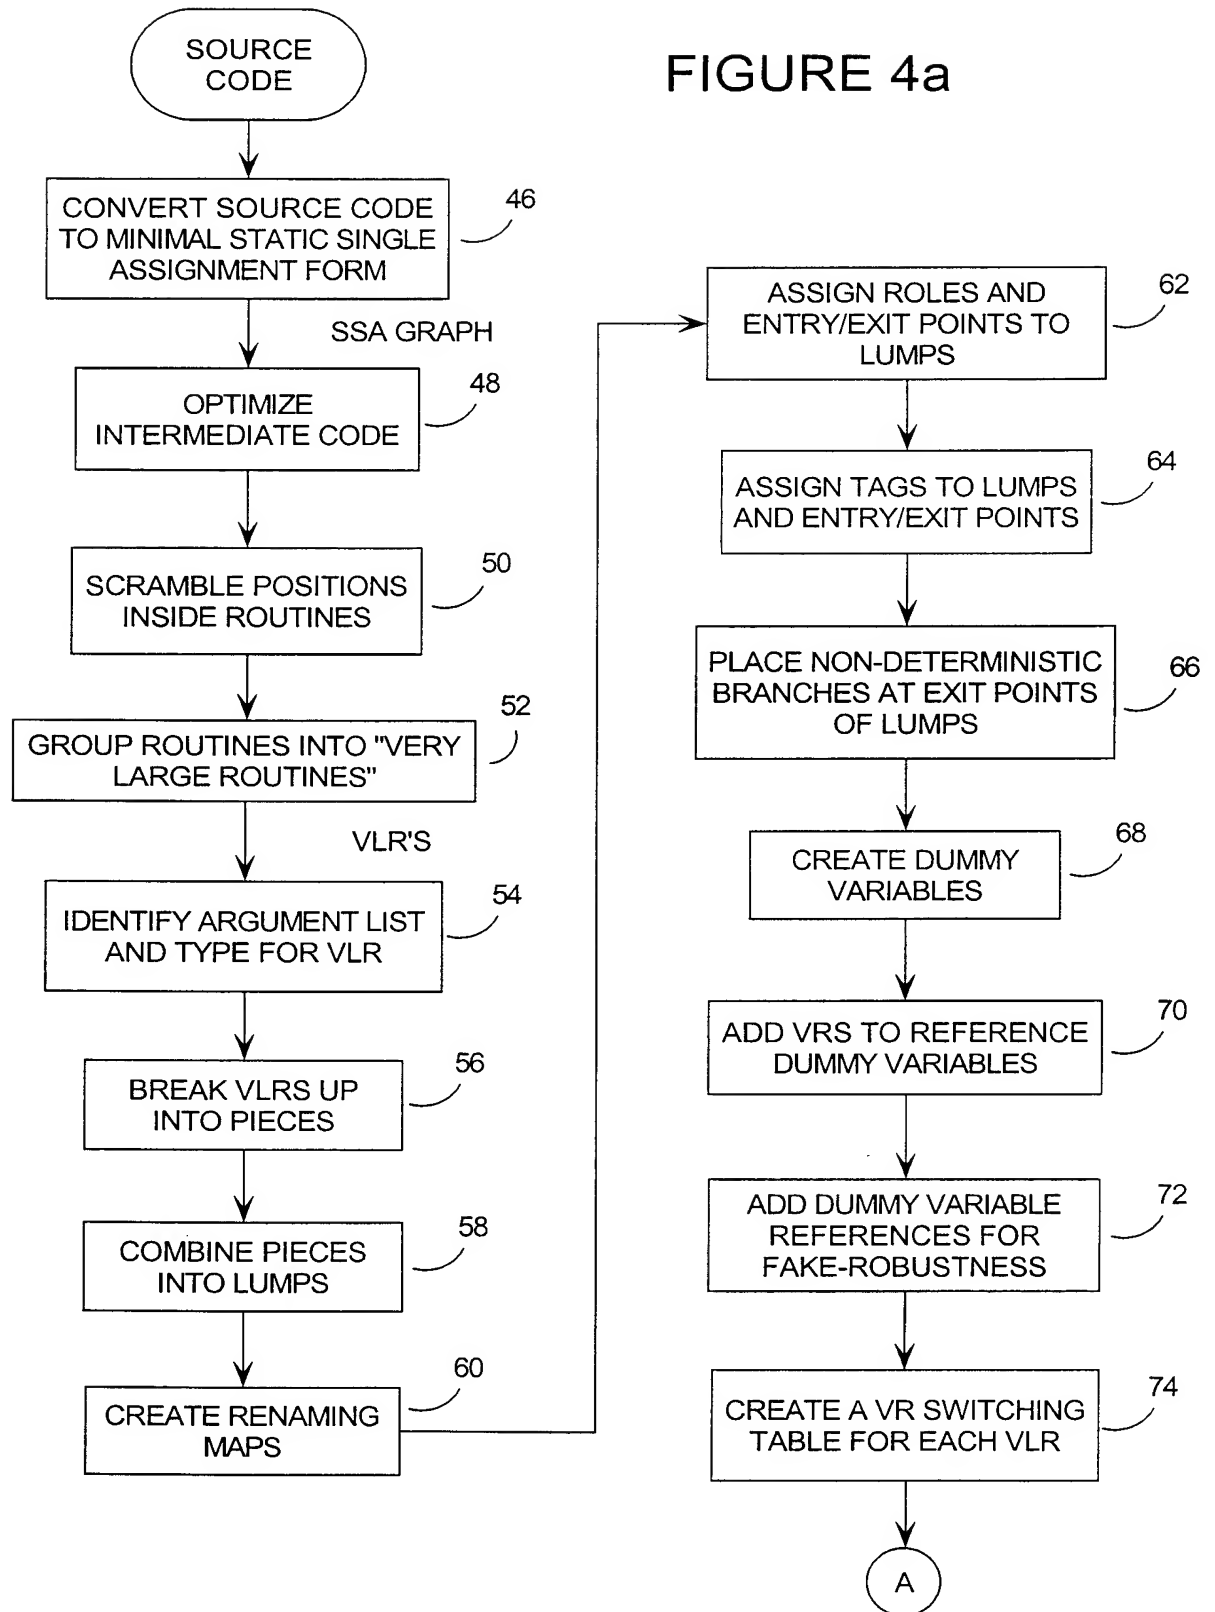 FIGURE 4a
SOURCE
CODE
CONVERT SOURCE CODE
TO MINIMAL STATIC SINGLE
ASSIGNMENT FORM
46
SSA GRAPH
OPTIMIZE
INTERMEDIATE CODE
48
SCRAMBLE POSITIONS
INSIDE ROUTINES
50
GROUP ROUTINES INTO "VERY
LARGE ROUTINES"
52
VLR'S
IDENTIFY ARGUMENT LIST
AND TYPE FOR VLR
54
BREAK VLRS UP
INTO PIECES
56
COMBINE PIECES
INTO LUMPS
58
CREATE RENAMING
MAPS
60
ASSIGN ROLES AND
ENTRY/EXIT POINTS TO
LUMPS
62
ASSIGN TAGS TO LUMPS
AND ENTRY/EXIT POINTS
64
PLACE NON-DETERMINISTIC
BRANCHES AT EXIT POINTS
OF LUMPS
66
CREATE DUMMY
VARIABLES
68
ADD VRS TO REFERENCE
DUMMY VARIABLES
70
ADD DUMMY VARIABLE
REFERENCES FOR
FAKE-ROBUSTNESS
72
CREATE A VR SWITCHING
TABLE FOR EACH VLR
74
A